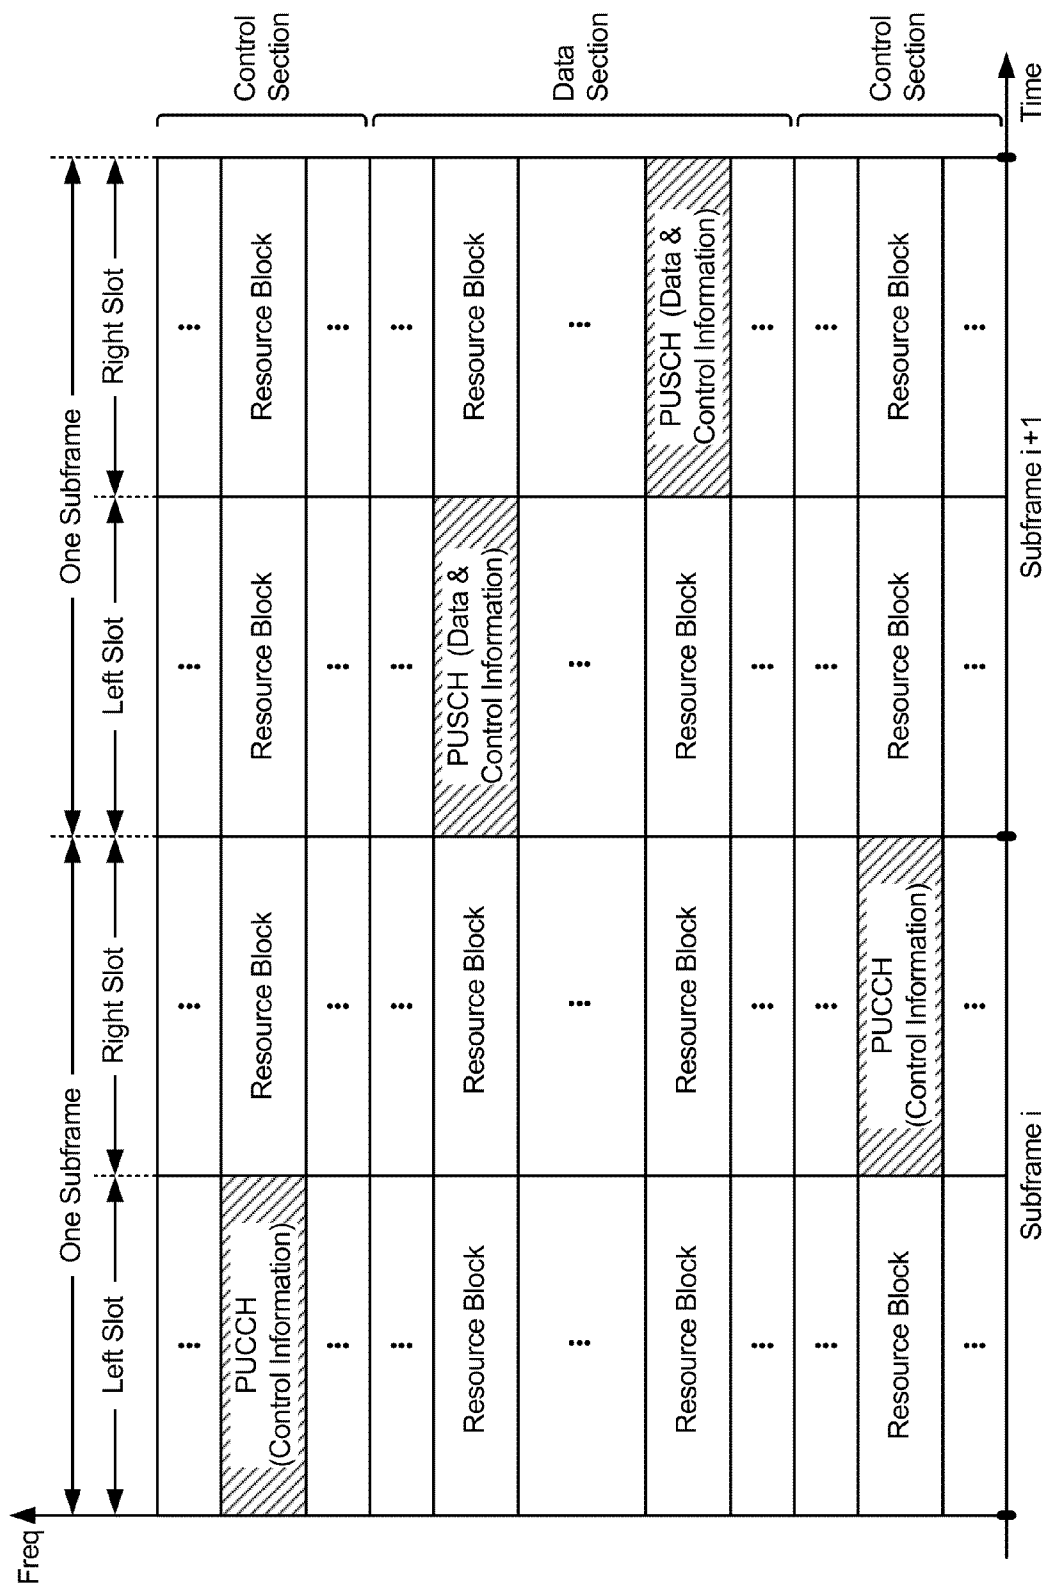 Freq
One Subframe
One Subframe
Left Slot
Right Slot
Left Slot
Right Slot
... ... ... ...
PUCCH
(Control Information)
Resource Block
Resource Block
Resource Block
Control
Section
... ... ... ...
... ... ... ...
Resource Block
Resource Block
PUSCH (Data &
Control Information)
Resource Block
... ... ... ...
Data
Section
Resource Block
Resource Block
Resource Block
PUSCH (Data &
Control Information)
... ... ... ...
... ... ... ...
Resource Block
PUCCH
(Control Information)
Resource Block
Resource Block
Control
Section
... ... ... ...
Subframe i
Subframe i+1
Time